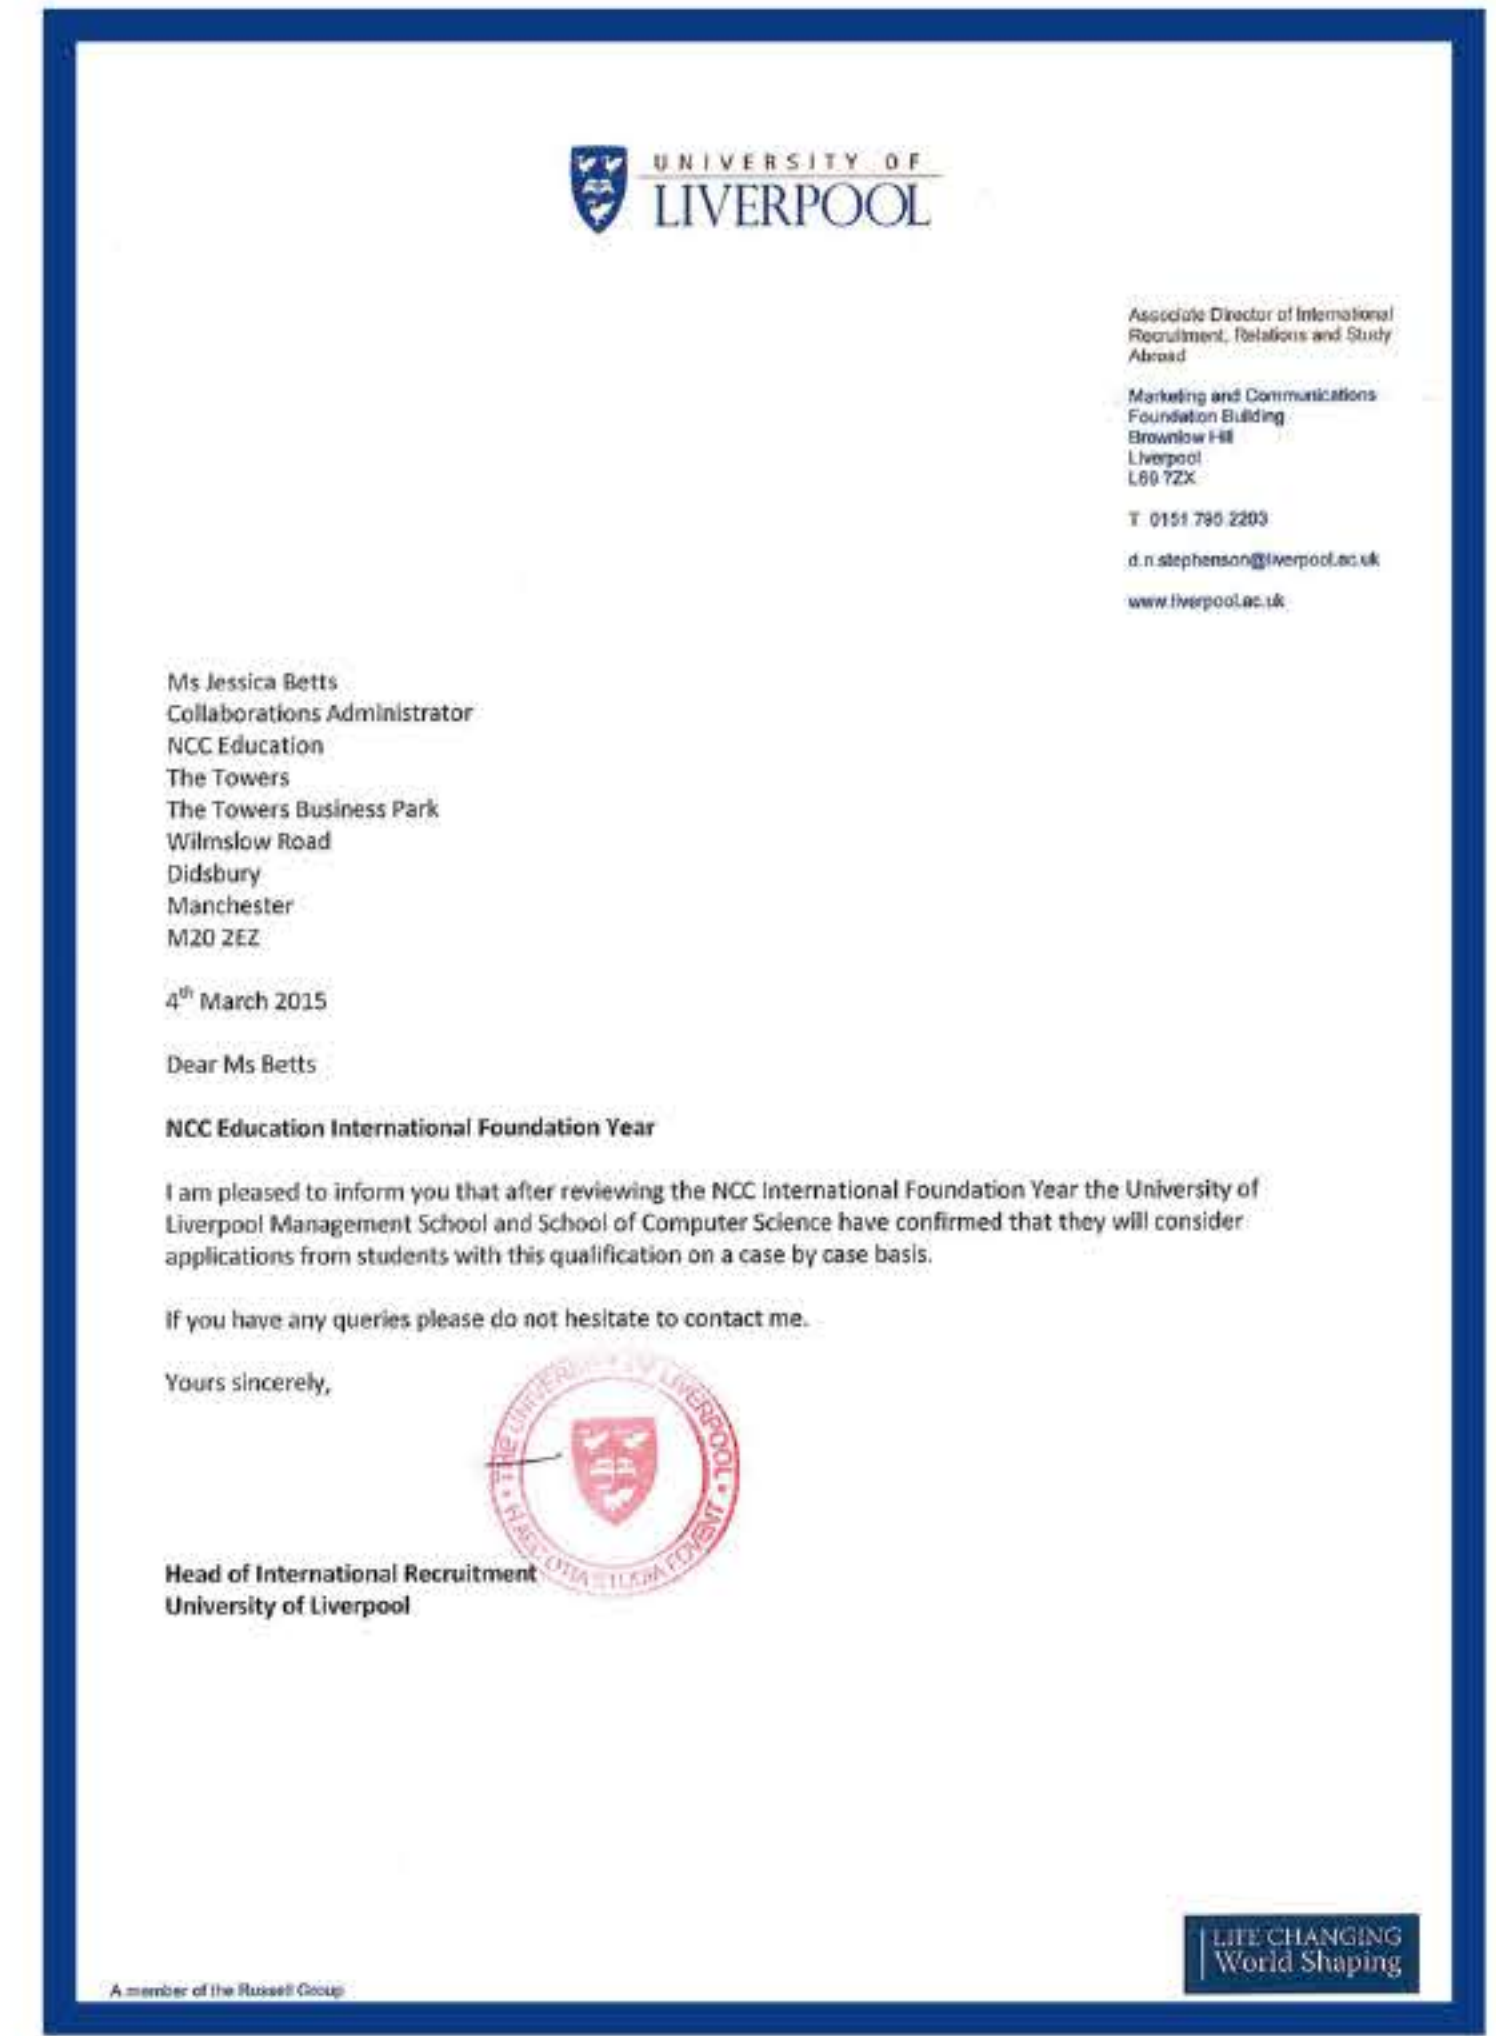 UNIVERSITY OF
LIVERPOOL
Associate Director of International
Recruitment, Relations and Study
Abroad
Marketing and Communications
Foundation Building
Brownlow Hill
Liverpool
L69 7ZX
T 0151 795 2203
d.n.stephenson@liverpool.ac.uk
www.liverpool.ac.uk
Ms Jessica Betts
Collaborations Administrator
NCC Education
The Towers
The Towers Business Park
Wilmslow Road
Didsbury
Manchester
M20 2EZ
4th March 2015
Dear Ms Betts
NCC Education International Foundation Year
I am pleased to inform you that after reviewing the NCC International Foundation Year the University of
Liverpool Management School and School of Computer Science have confirmed that they will consider
applications from students with this qualification on a case by case basis.
If you have any queries please do not hesitate to contact me.
Yours sincerely,
THE UNIVERSITY OF LIVERPOOL • HAEC OTIA STUDIA FOVENT •
Head of International Recruitment
University of Liverpool
LIFE CHANGING
World Shaping
A member of the Russell Group